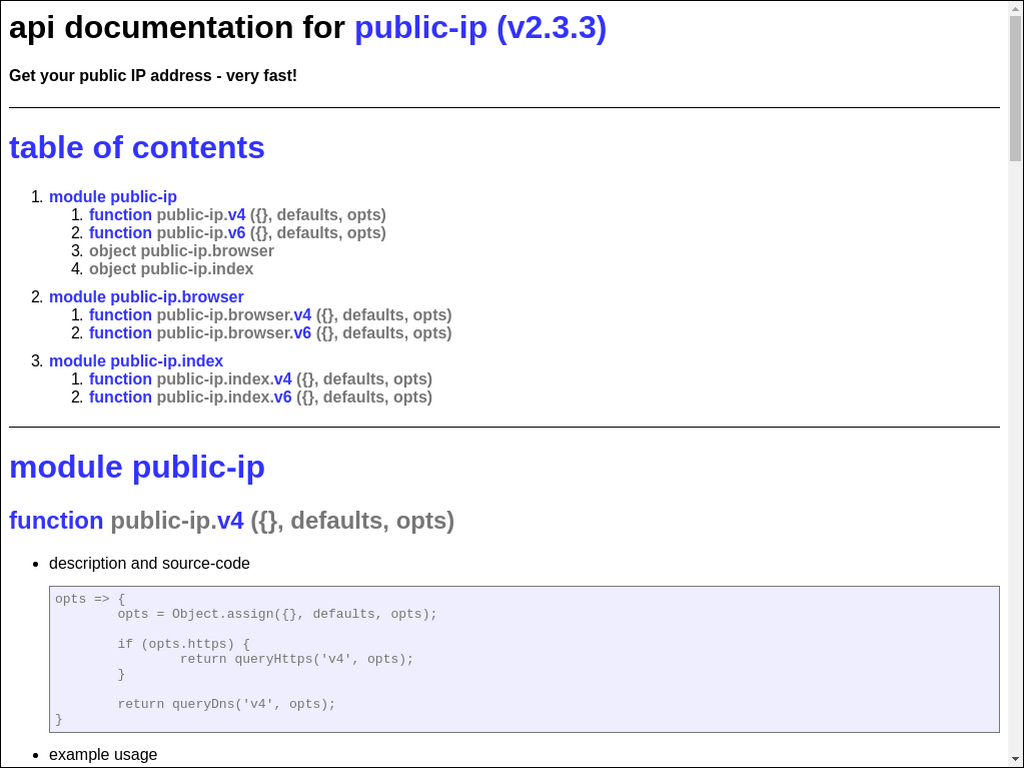 api documentation for public-ip (v2.3.3)
Get your public IP address - very fast!
table of contents
1. module public-ip
1. function public-ip.v4 ({}, defaults, opts)
2. function public-ip.v6 ({}, defaults, opts)
3. object public-ip.browser
4. object public-ip.index
2. module public-ip.browser
1. function public-ip.browser.v4 ({}, defaults, opts)
2. function public-ip.browser.v6 ({}, defaults, opts)
3. module public-ip.index
1. function public-ip.index.v4 ({}, defaults, opts)
2. function public-ip.index.v6 ({}, defaults, opts)
module public-ip
function public-ip.v4 ({}, defaults, opts)
• description and source-code
opts => {
opts = Object.assign({}, defaults, opts);
if (opts.https) {
return queryHttps('v4', opts);
}
return queryDns('v4', opts);
}
• example usage